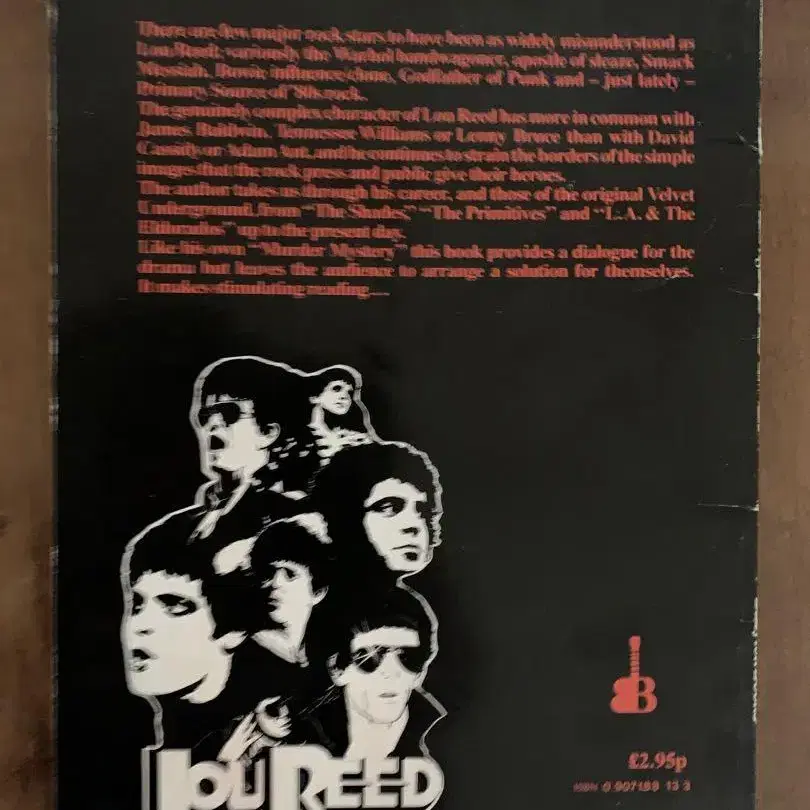 There are few major rock stars to have been as widely misunderstood as
Lou Reed; variously the Warhol bandwagoner, apostle of sleaze, Smack
Messiah, Bowie influence/clone, Godfather of Punk and – just lately –
Primary Source of '80s rock.
The genuinely complex character of Lou Reed has more in common with
James Baldwin, Tennessee Williams or Lenny Bruce than with David
Cassidy or Adam Ant, and he continues to strain the borders of the simple
images that the rock press and public give their heroes.
The author takes us through his career, and those of the original Velvet
Underground, from "The Shades" "The Primitives" and "L.A. & The
up to the present day.
Like his own "Murder Mystery" this book provides a dialogue for the
drama but leaves the audience to arrange a solution for themselves.
It makes stimulating reading....
LOU REED
B
£2.95p
ISBN 0 907188 13 3